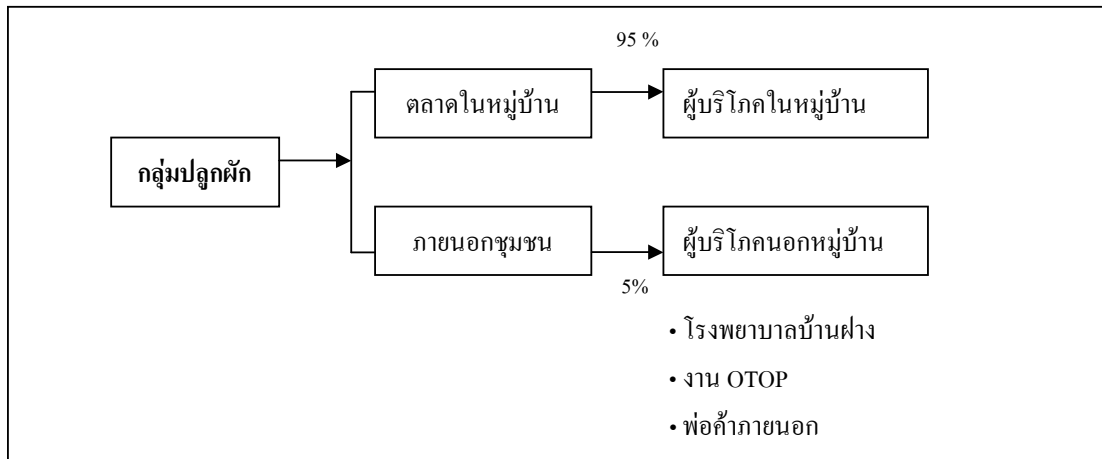 95 %
ตลาดในหมู่บ้าน
ผู้บริโภคในหมู่บ้าน
กลุ่มปลูกผัก
ภายนอกชุมชน
ผู้บริโภคนอกหมู่บ้าน
5%
• โรงพยาบาลบ้านฝาง
• งาน OTOP
• พ่อค้าภายนอก